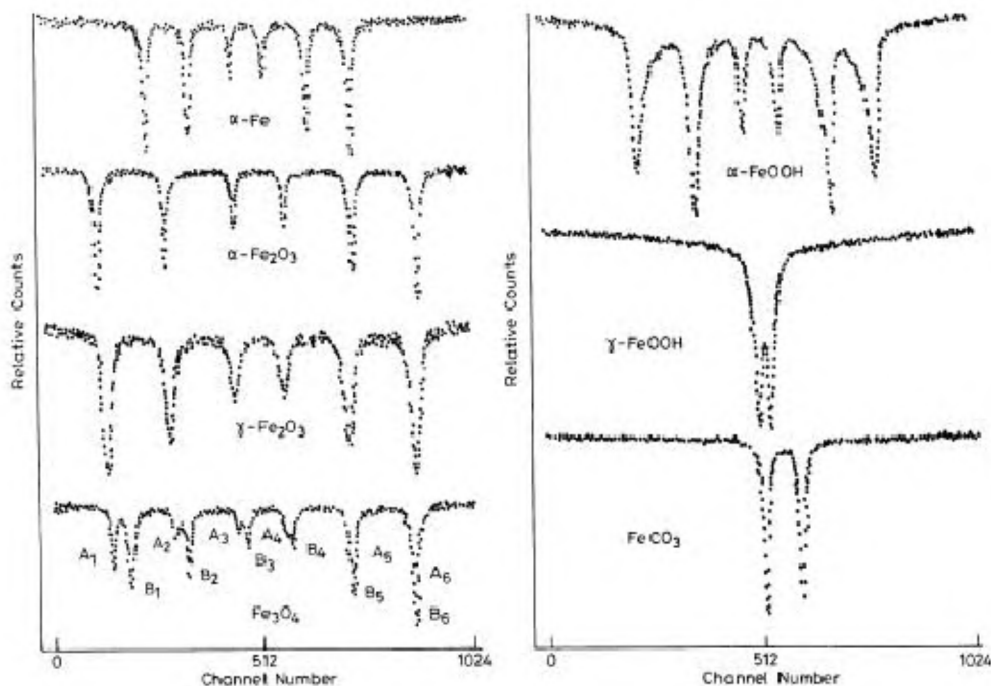 Relative Counts
α-Fe
α-Fe₂O₃
γ-Fe₂O₃
A₁ B₁ A₂ B₂ A₃ B₃ A₄ B₄ A₅ B₅ A₆ B₆
Fe₃O₄
0 512 1024
Channel Number
Relative Counts
α-FeOOH
γ-FeOOH
FeCO₃
0 512 1024
Channel Number